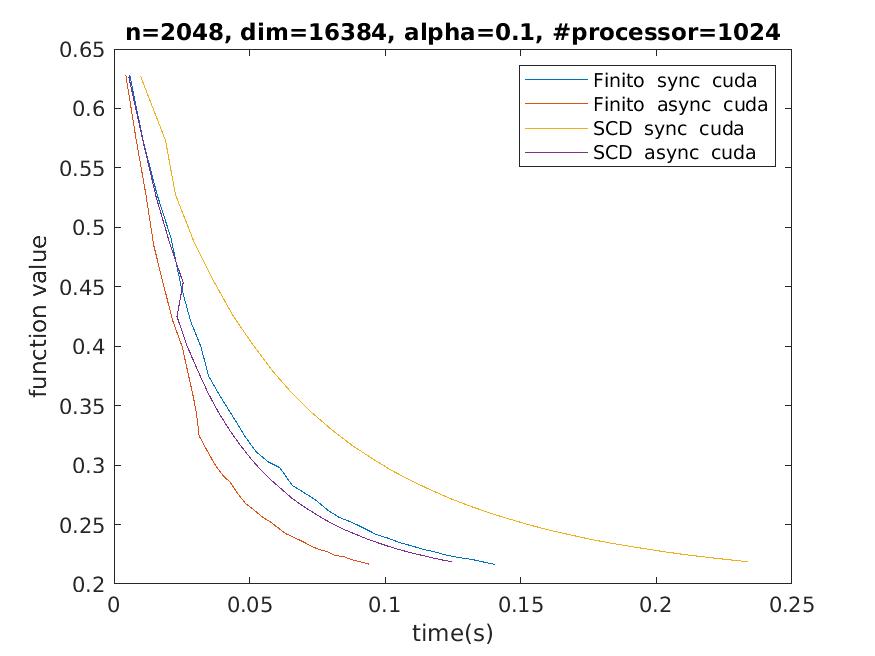 n=2048, dim=16384, alpha=0.1, #processor=1024
0.65
0.6
0.55
0.5
0.45
0.4
0.35
0.3
0.25
0.2
function value
Finito sync cuda
Finito async cuda
SCD sync cuda
SCD async cuda
0
0.05
0.1
0.15
0.2
0.25
time(s)